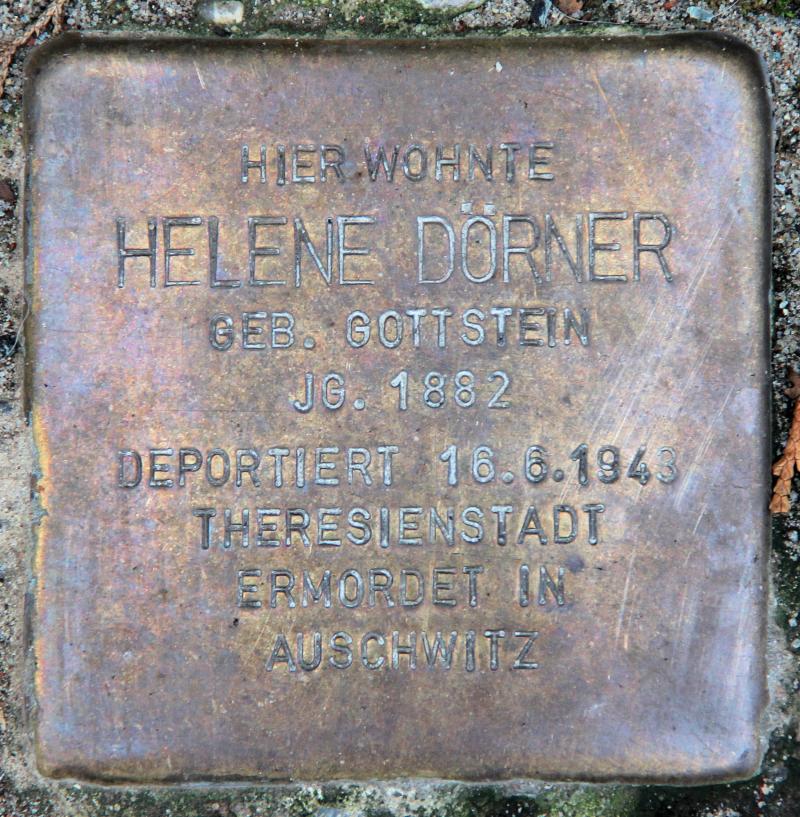 HIER WOHNTE
HELENE DÖRNER
GEB. GOTTSTEIN
JG. 1882
DEPORTIERT 16.6.1943
THERESIENSTADT
ERMORDET IN
AUSCHWITZ